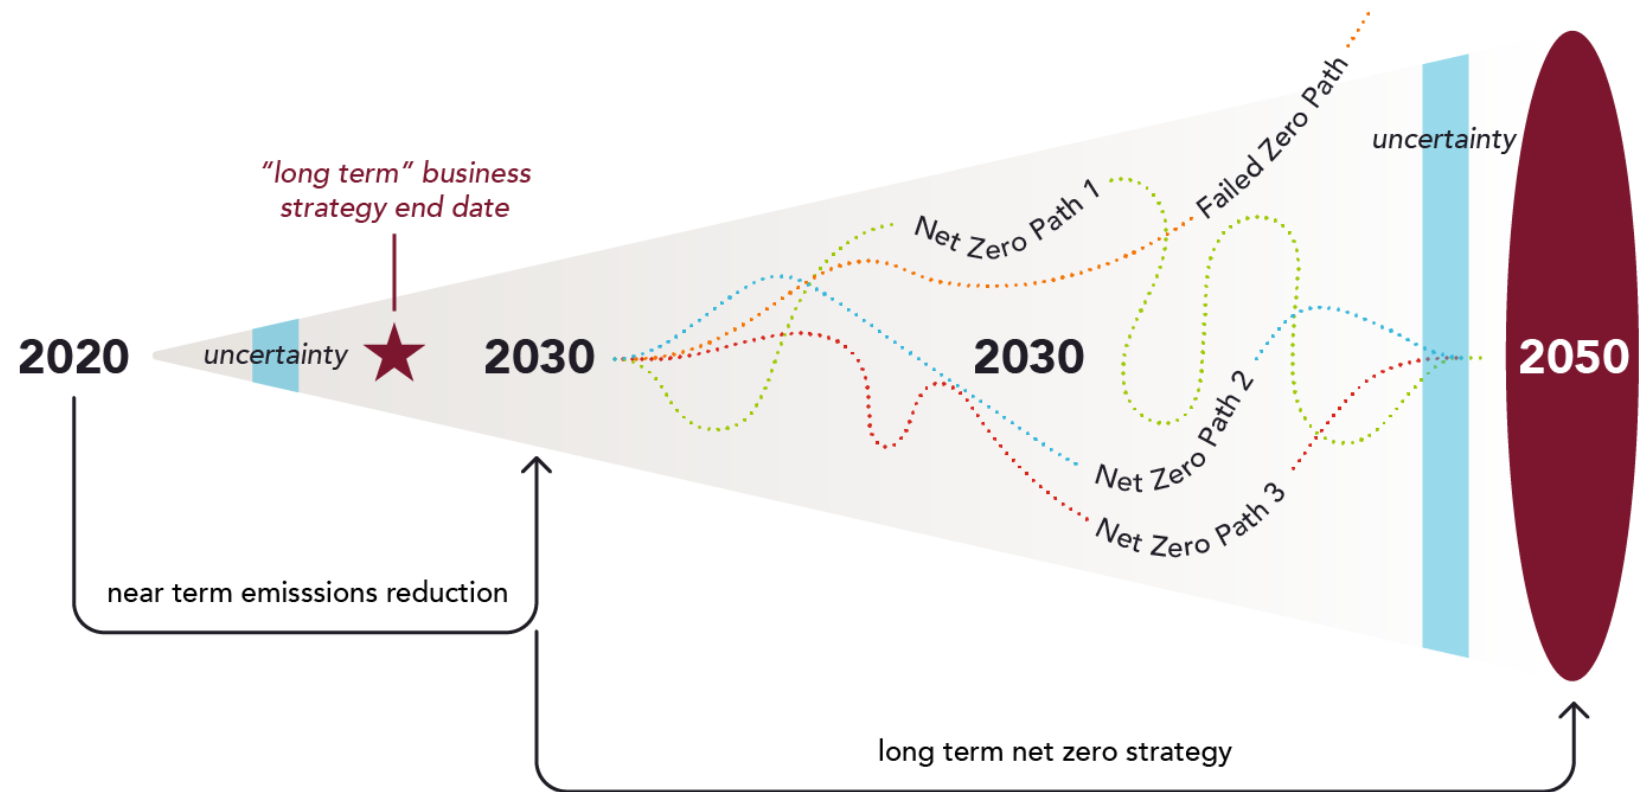 “long term” business
strategy end date
2020
uncertainty
2030
Net Zero Path 1
Failed Zero Path
2030
Net Zero Path 2
Net Zero Path 3
uncertainty
2050
near term emisssions reduction
long term net zero strategy